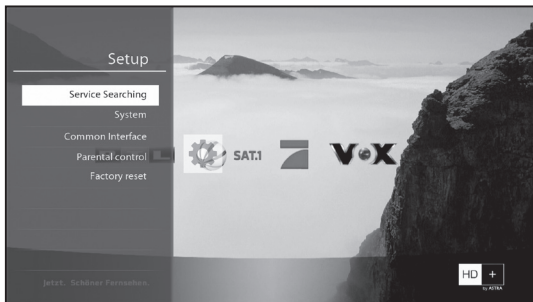 Setup
Service Searching
System
Common Interface
Parental control
Factory reset
SAT.1
VOX
HD +
by ASTRA
Jetzt. Schöner Fernsehen.